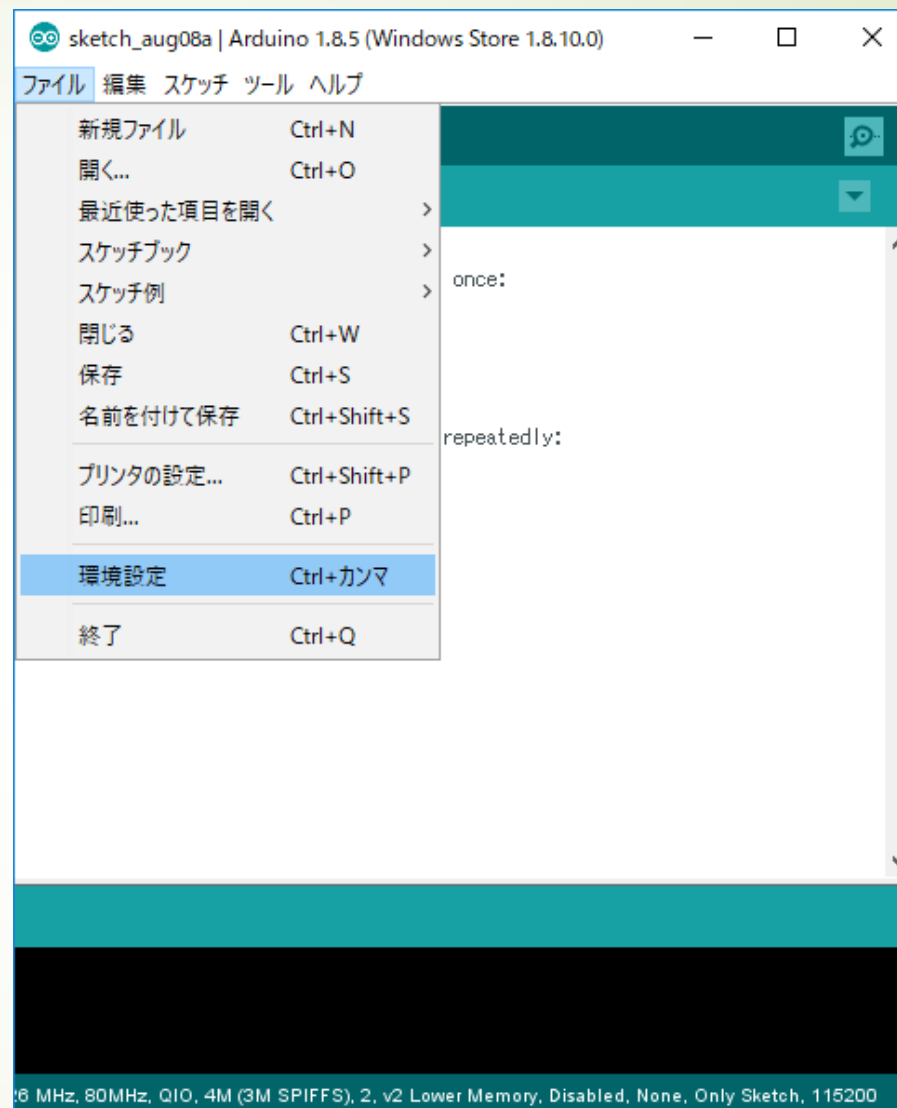 sketch_aug08a | Arduino 1.8.5 (Windows Store 1.8.10.0)
ファイル 編集 スケッチ ツール ヘルプ
新規ファイル Ctrl+N
開く... Ctrl+O
最近使った項目を開く
スケッチブック
スケッチ例
once:
閉じる Ctrl+W
保存 Ctrl+S
名前を付けて保存 Ctrl+Shift+S
repeatedly:
プリンタの設定... Ctrl+Shift+P
印刷... Ctrl+P
環境設定 Ctrl+カンマ
終了 Ctrl+Q
MHz, 80MHz, QIO, 4M (3M SPIFFS), 2, v2 Lower Memory, Disabled, None, Only Sketch, 115200